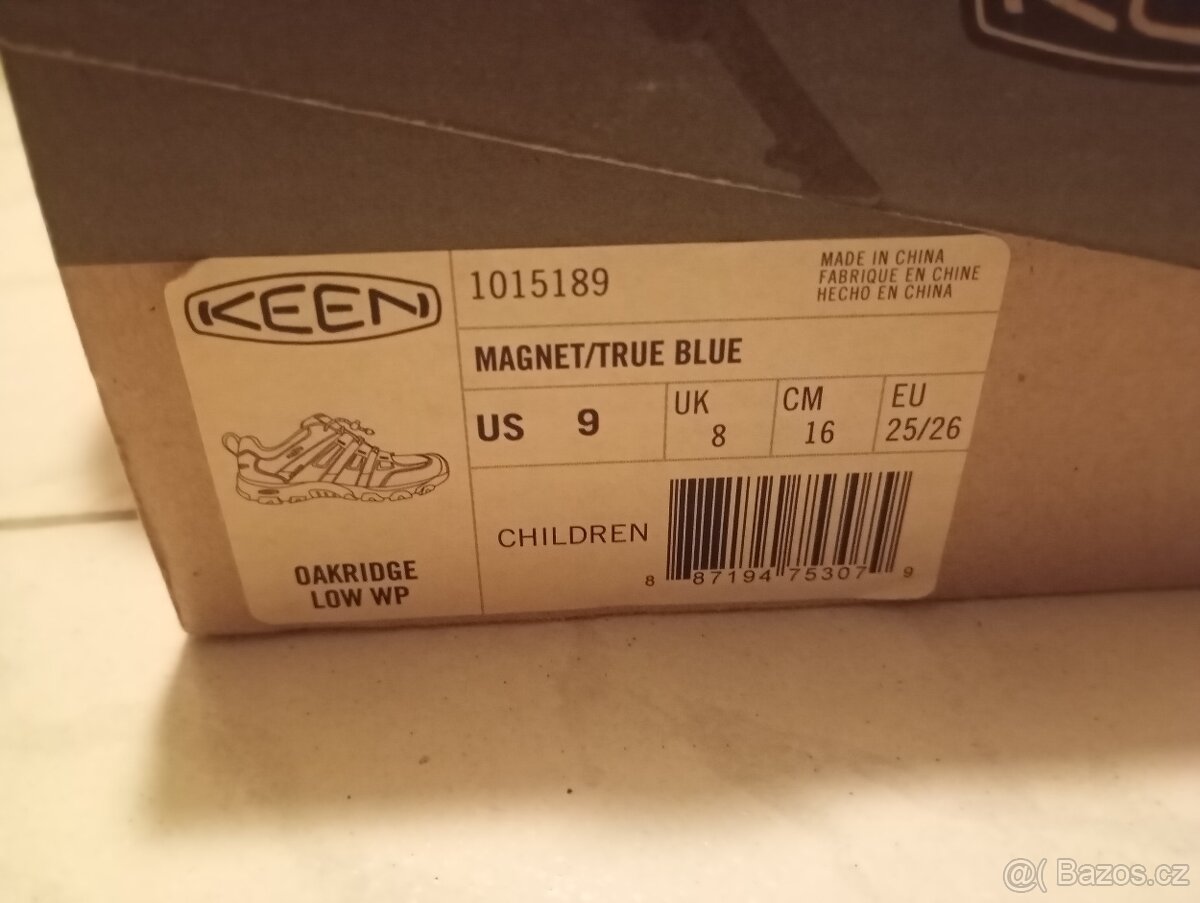 KEEN
1015189
MADE IN CHINA
FABRIQUE EN CHINE
HECHO EN CHINA
MAGNET/TRUE BLUE
US 9
UK 8
CM 16
EU 25/26
CHILDREN
8 87194 75307 9
OAKRIDGE
LOW WP
@( Bazos.cz